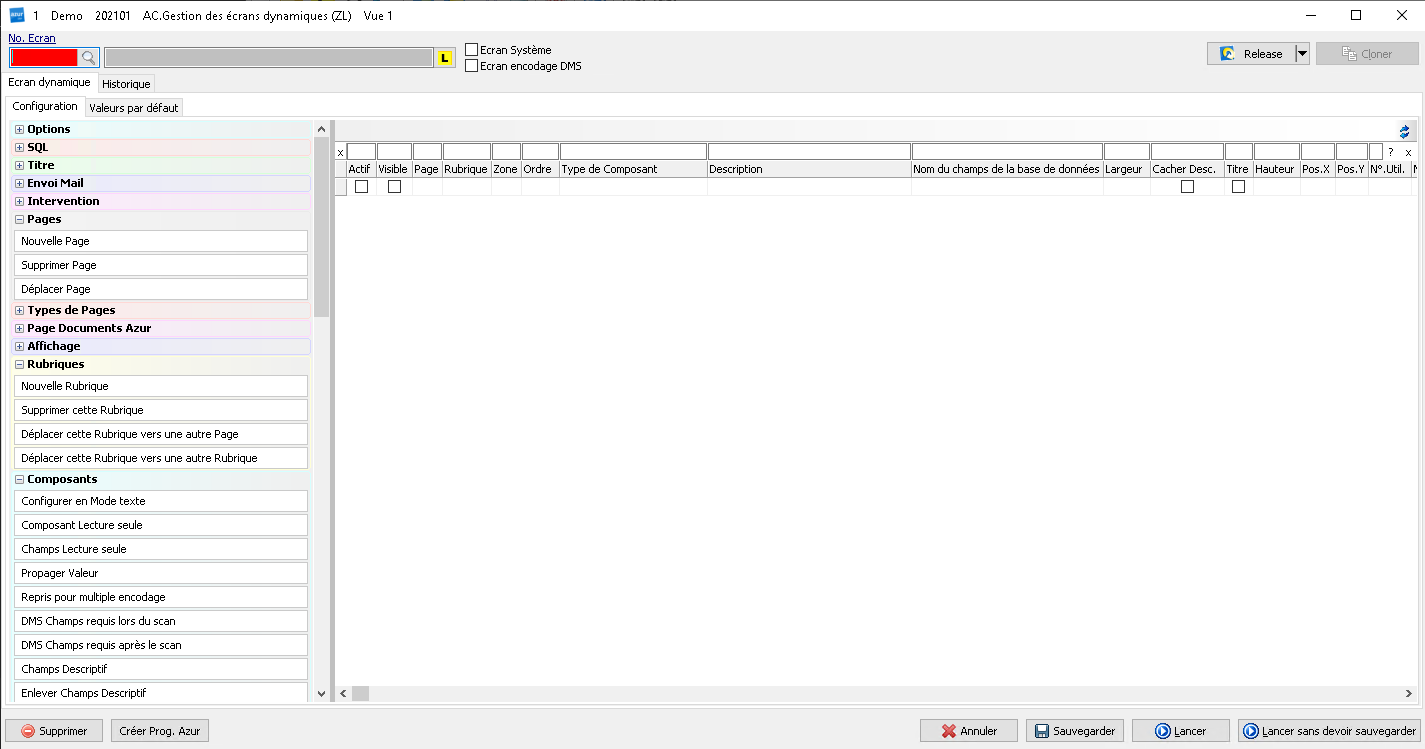 1 Demo 202101 AC.Gestion des écrans dynamiques (ZL) Vue 1
No. Ecran
L
Ecran Système
Ecran encodage DMS
Release
Cloner
Ecran dynamique Historique
Configuration Valeurs par défaut
Options
SQL
Titre
Envoi Mail
Intervention
Pages
Nouvelle Page
Supprimer Page
Déplacer Page
Types de Pages
Page Documents Azur
Affichage
Rubriques
Nouvelle Rubrique
Supprimer cette Rubrique
Déplacer cette Rubrique vers une autre Page
Déplacer cette Rubrique vers une autre Rubrique
Composants
Configurer en Mode texte
Composant Lecture seule
Champs Lecture seule
Propager Valeur
Repris pour multiple encodage
DMS Champs requis lors du scan
DMS Champs requis après le scan
Champs Descriptif
Enlever Champs Descriptif
x ? x
Actif Visible Page Rubrique Zone Ordre Type de Composant Description Nom du champs de la base de données Largeur Cacher Desc. Titre Hauteur Pos.X Pos.Y N°.Util.
Supprimer Créer Prog. Azur Annuler Sauvegarder Lancer Lancer sans devoir sauvegarder